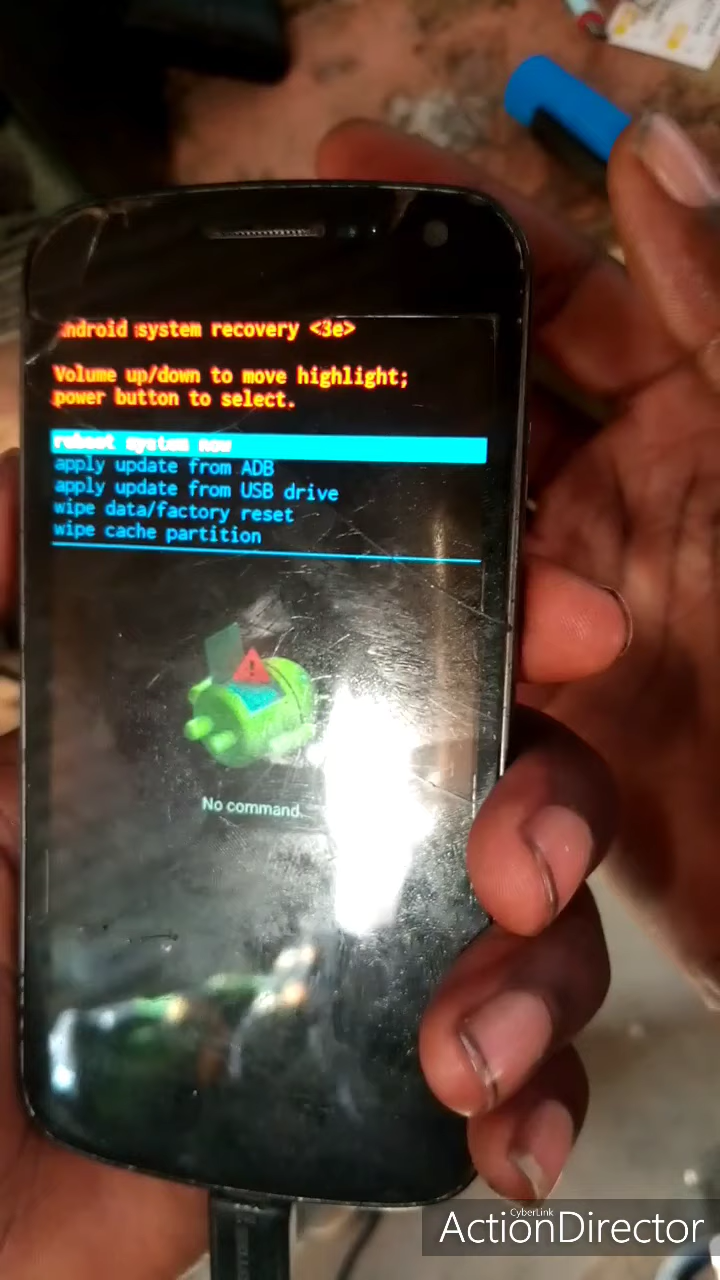 android system recovery <3e>
Volume up/down to move highlight;
power button to select.
reboot system now
apply update from ADB
apply update from USB drive
wipe data/factory reset
wipe cache partition
No command.
CyberLink
ActionDirector